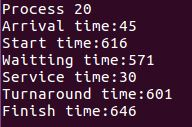 Process 20
Arrival time:45
Start time:616
Waitting time:571
Service time:30
Turnaround time:601
Finish time:646